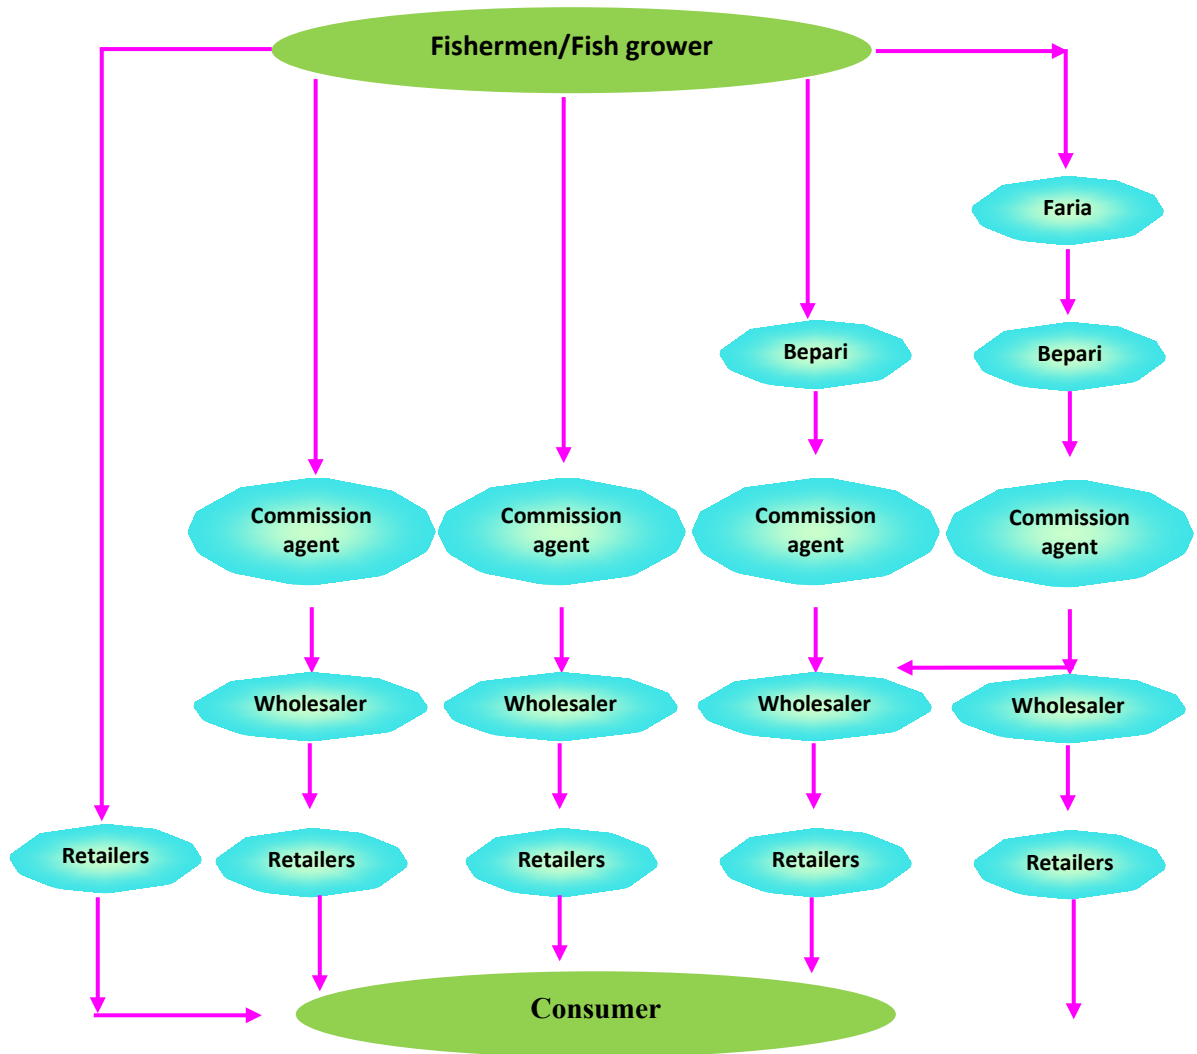 Fishermen/Fish grower
Faria
Bepari
Bepari
Commission
agent
Commission
agent
Commission
agent
Commission
agent
Wholesaler
Wholesaler
Wholesaler
Wholesaler
Retailers
Retailers
Retailers
Retailers
Retailers
Consumer